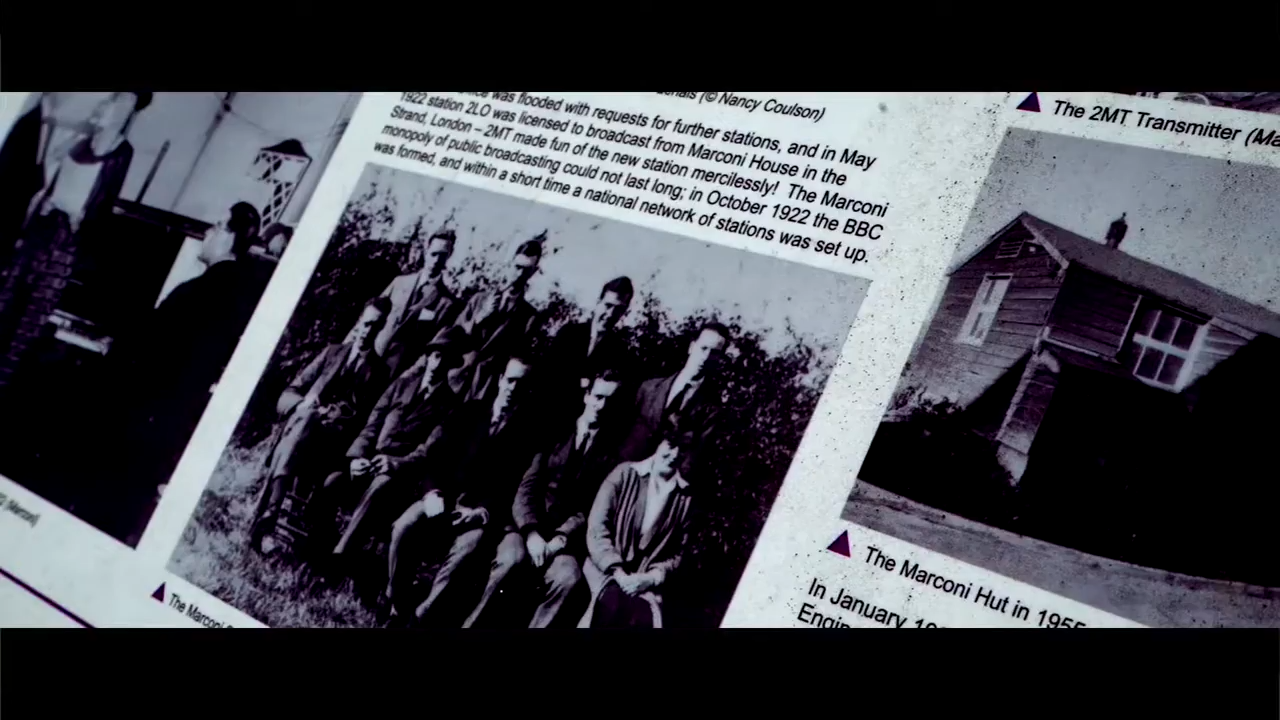 (© Nancy Coulson)
was flooded with requests for further stations, and in May
1922 station 2LO was licensed to broadcast from Marconi House in the
Strand, London – 2MT made fun of the new station mercilessly! The Marconi
monopoly of public broadcasting could not last long; in October 1922 the BBC
was formed, and within a short time a national network of stations was set up.
The Marconi
The 2MT Transmitter
The Marconi Hut in 1955
In January